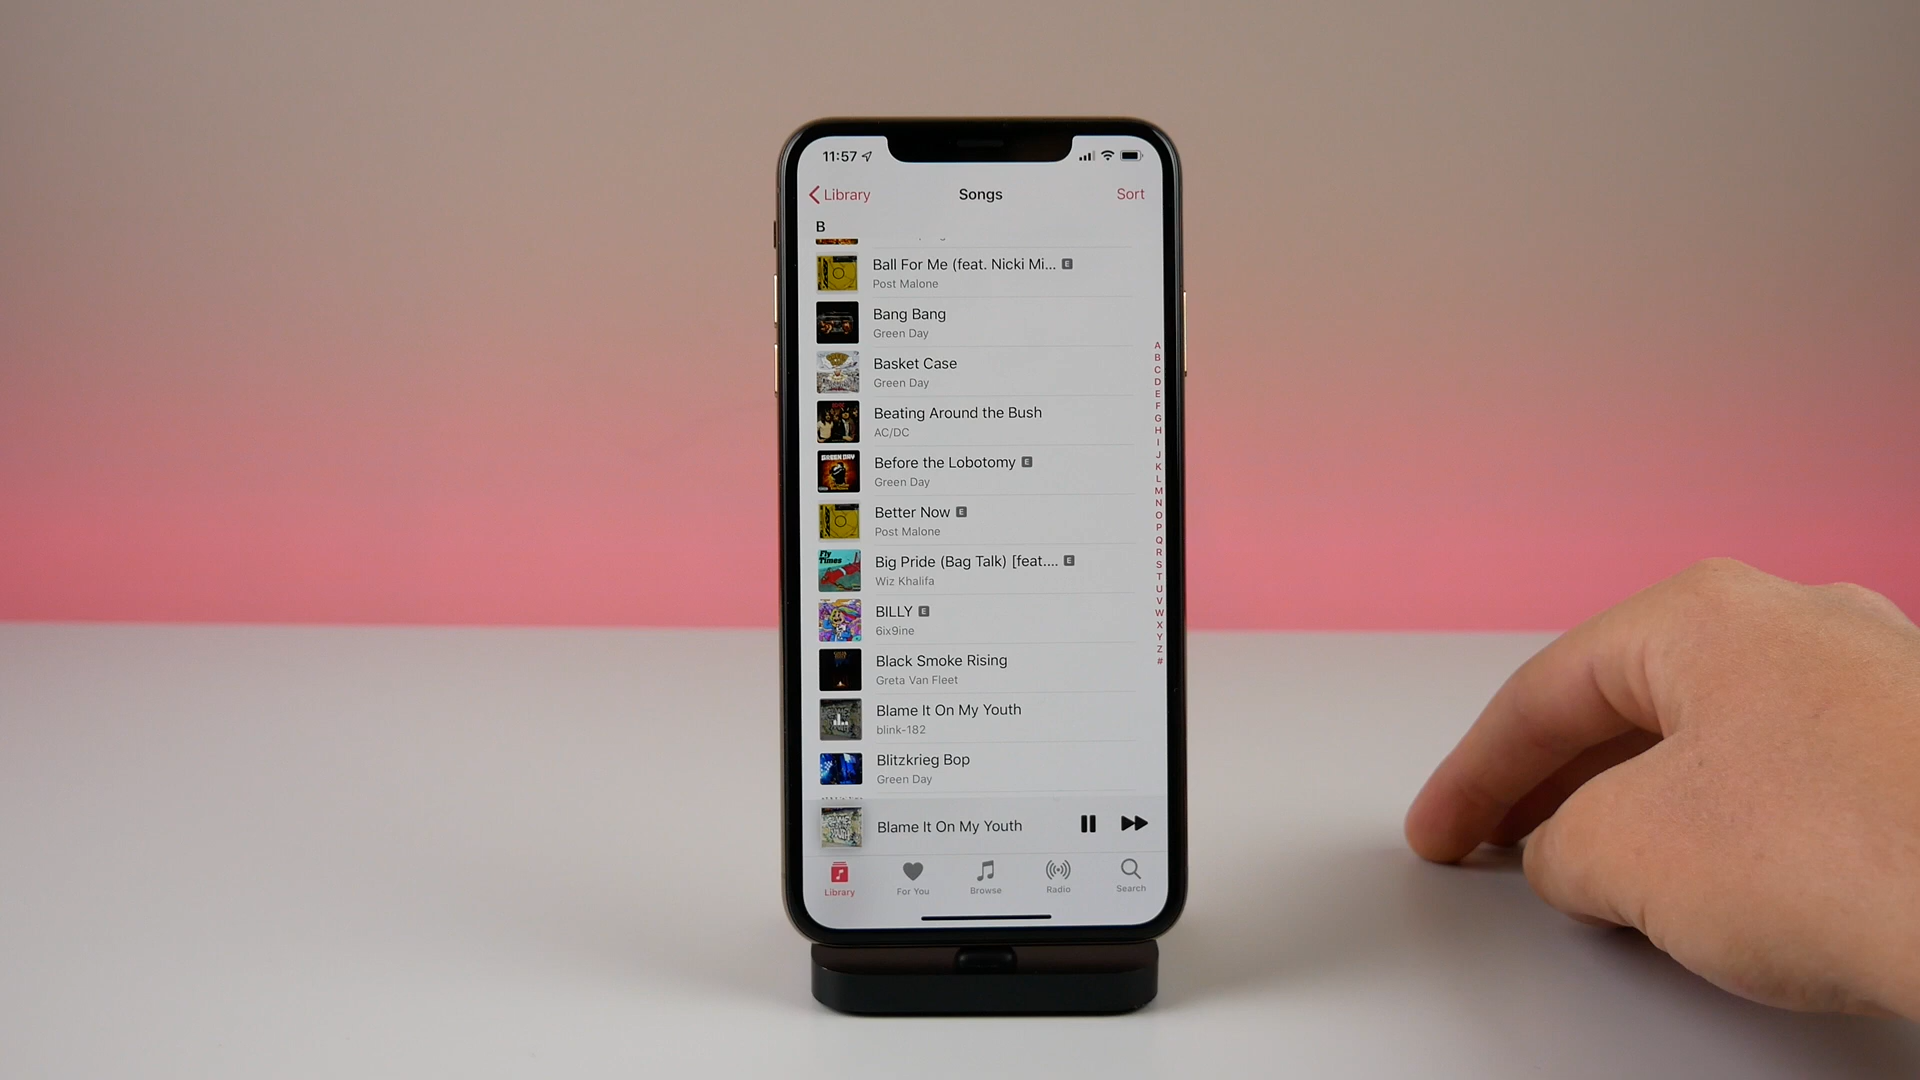 11:57
Library
Songs
Sort
B
Ball For Me (feat. Nicki Mi... E
Post Malone
Bang Bang
Green Day
Basket Case
Green Day
Beating Around the Bush
AC/DC
Before the Lobotomy E
Green Day
Better Now E
Post Malone
Fly
Times
Big Pride (Bag Talk) [feat.... E
Wiz Khalifa
BILLY E
6ix9ine
Black Smoke Rising
Greta Van Fleet
Blame It On My Youth
blink-182
Blitzkrieg Bop
Green Day
A
B
C
D
E
F
G
H
I
J
K
L
M
N
O
P
Q
R
S
T
U
V
W
X
Y
Z
#
Blame It On My Youth
Library
For You
Browse
Radio
Search